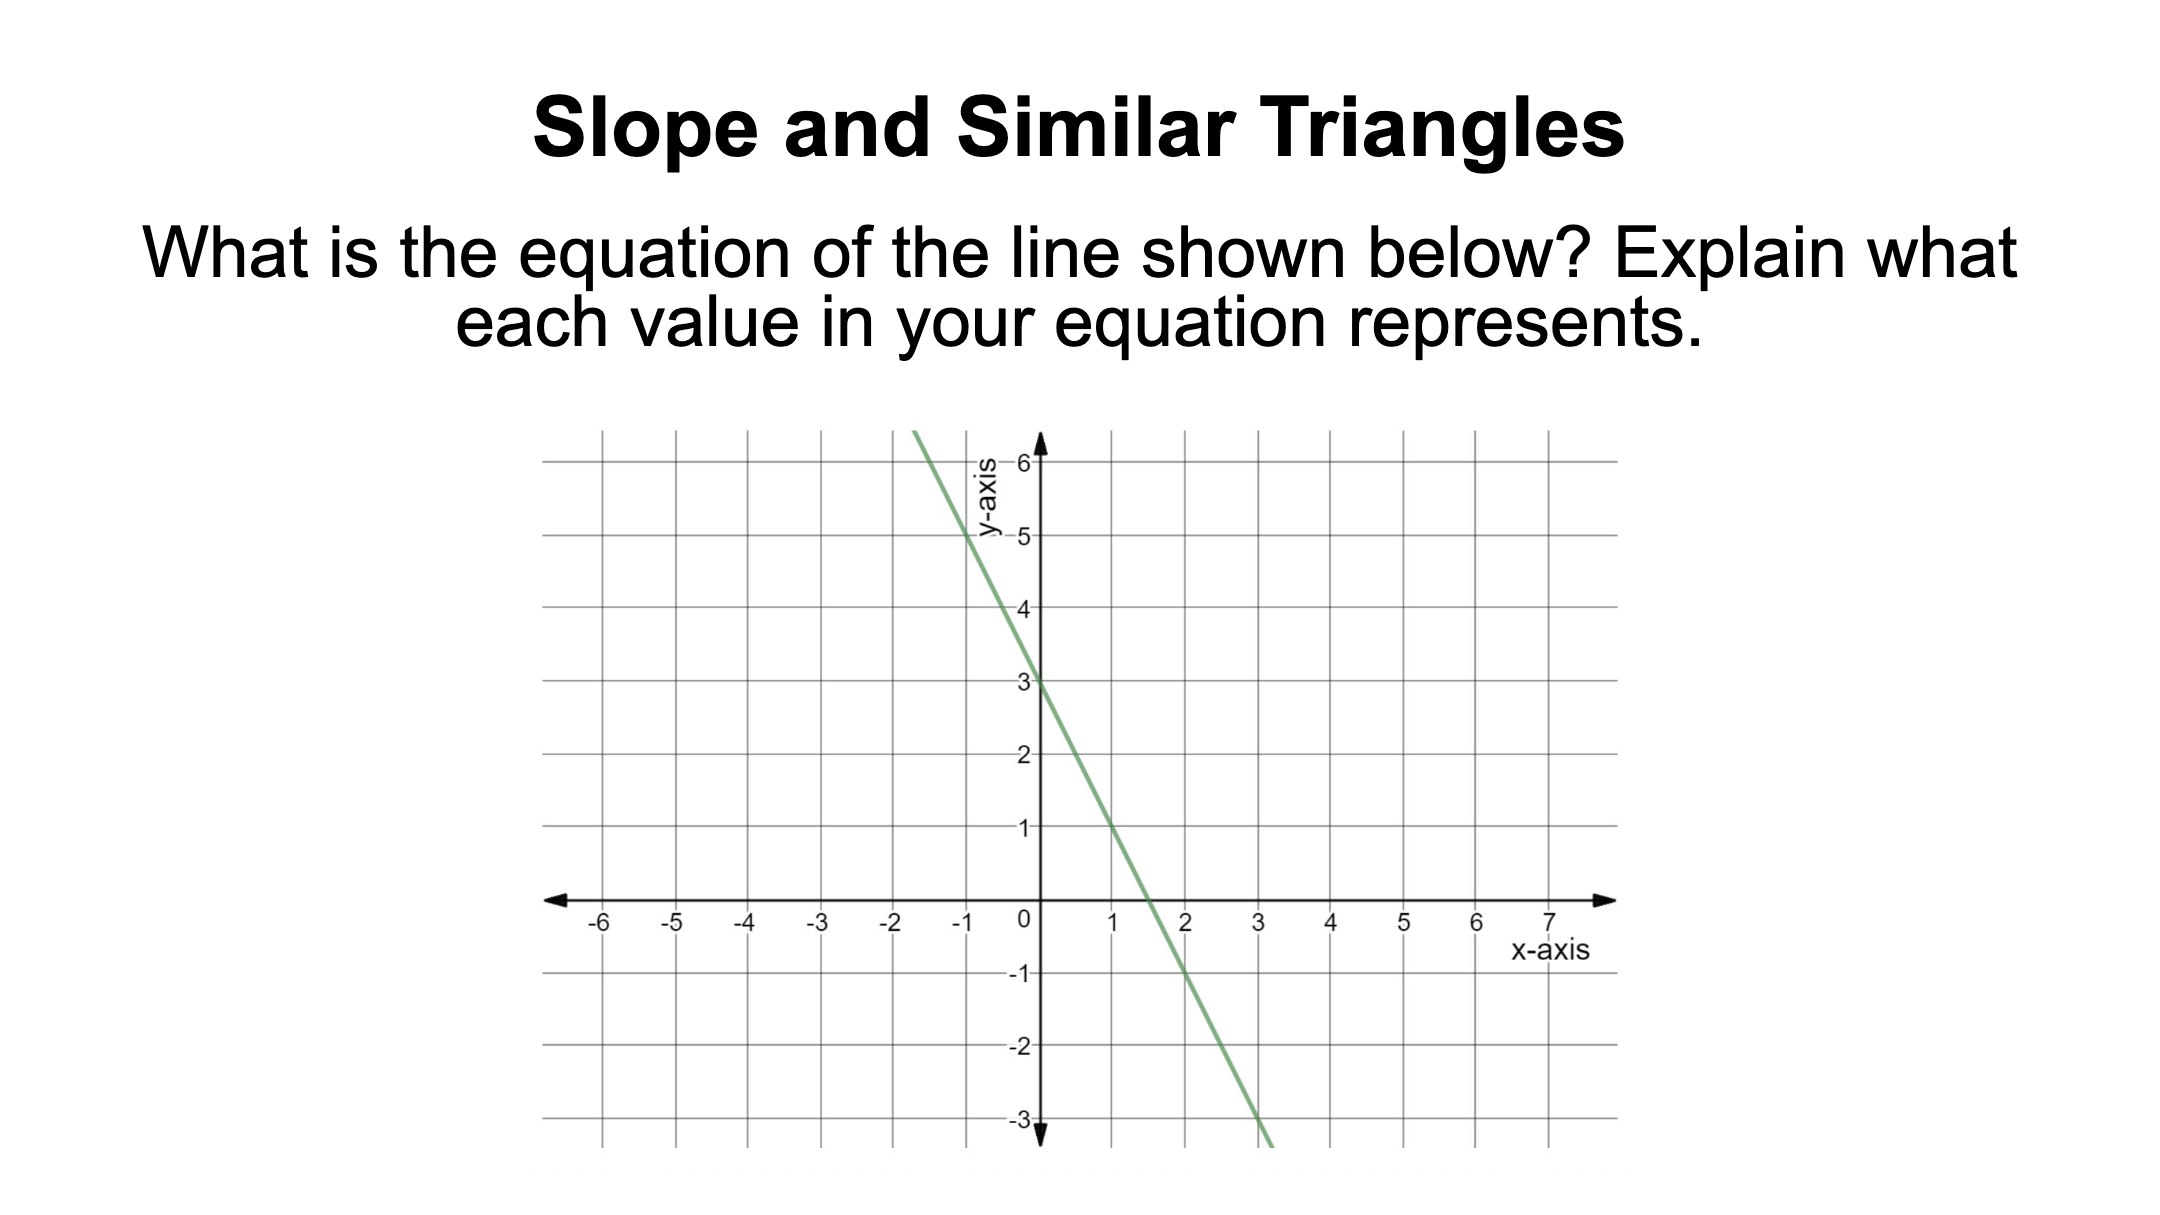 Slope and Similar Triangles
What is the equation of the line shown below? Explain what
each value in your equation represents.
y-axis
6
5
4
3
2
1
-6 -5 -4 -3 -2 -1 0 1 2 3 4 5 6 7
x-axis
-1
-2
-3